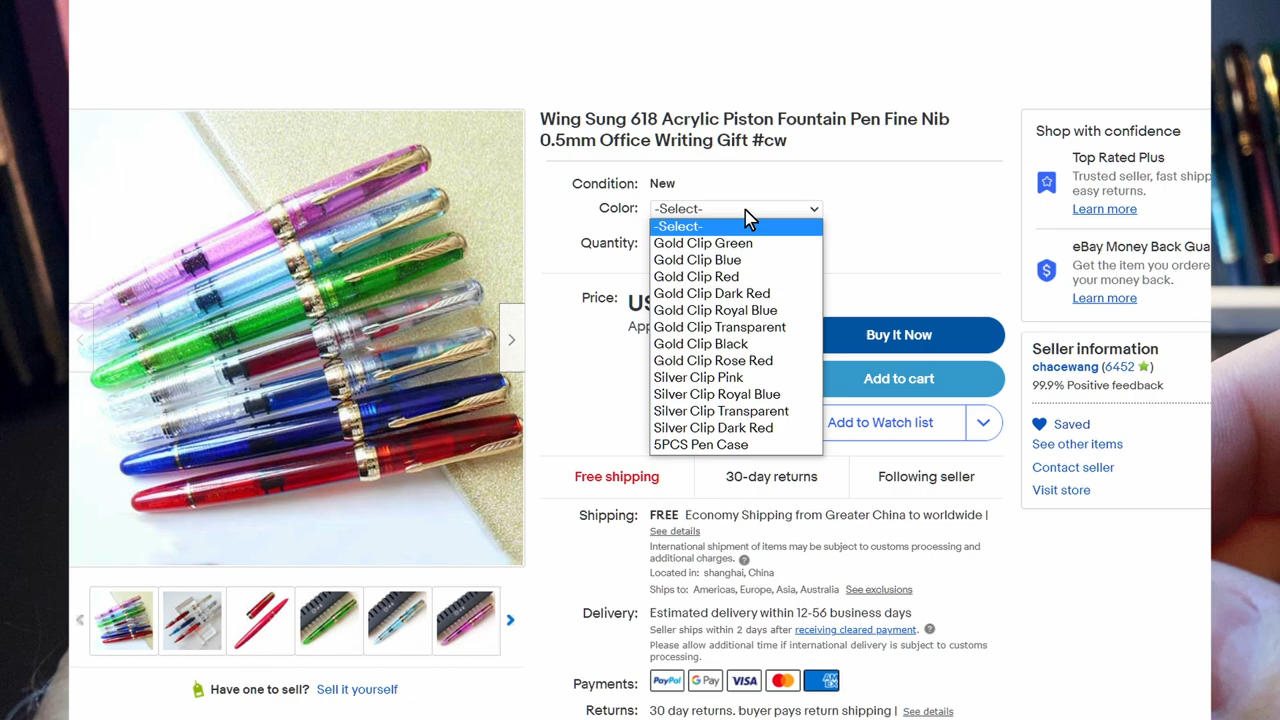 Wing Sung 618 Acrylic Piston Fountain Pen Fine Nib
0.5mm Office Writing Gift #cw
Condition: New
Color: -Select-
-Select-
Gold Clip Green
Gold Clip Blue
Gold Clip Red
Gold Clip Dark Red
Gold Clip Royal Blue
Gold Clip Transparent
Gold Clip Black
Gold Clip Rose Red
Silver Clip Pink
Silver Clip Royal Blue
Silver Clip Transparent
Silver Clip Dark Red
5PCS Pen Case
Quantity:
Price: US
App
Buy It Now
Add to cart
Add to Watch list
Free shipping
30-day returns
Following seller
Shipping: FREE Economy Shipping from Greater China to worldwide |
See details
International shipment of items may be subject to customs processing and
additional charges.
Located in: shanghai, China
Ships to: Americas, Europe, Asia, Australia See exclusions
Delivery: Estimated delivery within 12-56 business days
Seller ships within 2 days after receiving cleared payment.
Please allow additional time if international delivery is subject to customs
processing.
Payments: PayPal G Pay VISA AM EX
Returns: 30 day returns. buyer pays return shipping | See details
Have one to sell? Sell it yourself
Shop with confidence
Top Rated Plus
Trusted seller, fast shipp
easy returns.
Learn more
eBay Money Back Gua
Get the item you ordere
your money back.
Learn more
Seller information
chacewang (6452)
99.9% Positive feedback
Saved
See other items
Contact seller
Visit store